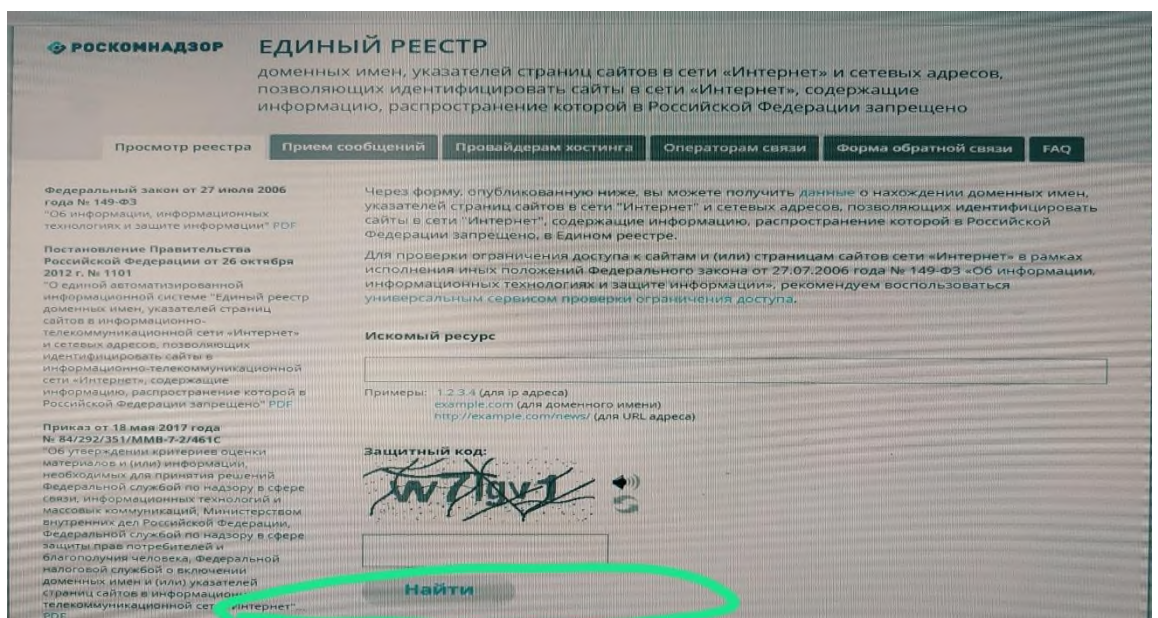 РОСКОМНАДЗОР
ЕДИНЫЙ РЕЕСТР
доменных имен, указателей страниц сайтов в сети «Интернет» и сетевых адресов,
позволяющих идентифицировать сайты в сети «Интернет», содержащие
информацию, распространение которой в Российской Федерации запрещено
Просмотр реестра Прием сообщений Провайдерам хостинга Операторам связи Форма обратной связи FAQ
Федеральный закон от 27 июля 2006
года № 149-ФЗ
"Об информации, информационных
технологиях и защите информации" PDF
Постановление Правительства
Российской Федерации от 26 октября
2012 г. № 1101
"О единой автоматизированной
информационной системе "Единый реестр
доменных имен, указателей страниц
сайтов в информационно-
телекоммуникационной сети «Интернет»
и сетевых адресов, позволяющих
идентифицировать сайты в
информационно-телекоммуникационной
сети «Интернет», содержащие
информацию, распространение которой в
Российской Федерации запрещено" PDF
Приказ от 18 мая 2017 года
№ 84/292/351/ММВ-7-2/461С
"Об утверждении критериев оценки
материалов и (или) информации,
необходимых для принятия решений
Федеральной службой по надзору в сфере
связи, информационных технологий и
массовых коммуникаций, Министерством
внутренних дел Российской Федерации,
Федеральной службой по надзору в сфере
защиты прав потребителей и
благополучия человека, Федеральной
налоговой службой о включении
доменных имен и (или) указателей
страниц сайтов в информационно-
телекоммуникационной сети "Интернет"
PDF
Через форму, опубликованную ниже, вы можете получить данные о нахождении доменных имен,
указателей страниц сайтов в сети "Интернет" и сетевых адресов, позволяющих идентифицировать
сайты в сети "Интернет", содержащие информацию, распространение которой в Российской
Федерации запрещено, в Едином реестре.
Для проверки ограничения доступа к сайтам и (или) страницам сайтов сети «Интернет» в рамках
исполнения иных положений Федерального закона от 27.07.2006 года № 149-ФЗ «Об информации,
информационных технологиях и защите информации», рекомендуем воспользоваться
универсальным сервисом проверки ограничения доступа.
Искомый ресурс
Примеры: 1.2.3.4 (для ip адреса)
example.com (для доменного имени)
http://example.com/news/ (для URL адреса)
Защитный код:
Найти